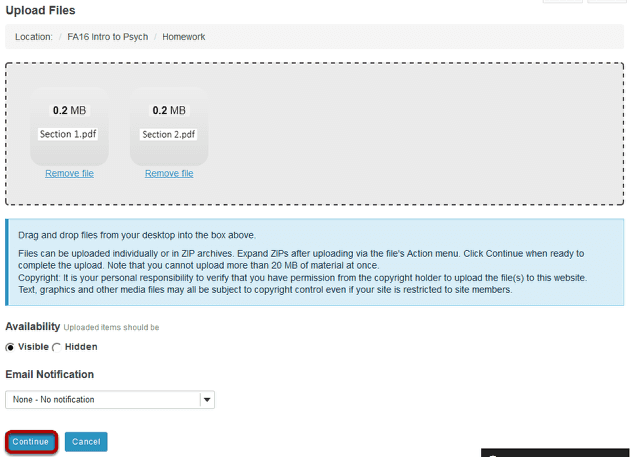 Upload Files
Location: / FA16 Intro to Psych / Homework
0.2 MB 0.2 MB
Section 1.pdf Section 2.pdf
Remove file Remove file
Drag and drop files from your desktop into the box above.
Files can be uploaded individually or in ZIP archives. Expand ZIPs after uploading via the file's Action menu. Click Continue when ready to
complete the upload. Note that you cannot upload more than 20 MB of material at once.
Copyright: It is your personal responsibility to verify that you have permission from the copyright holder to upload the file(s) to this website.
Text, graphics and other media files may all be subject to copyright control even if your site is restricted to site members.
Availability Uploaded items should be
Visible Hidden
Email Notification
None - No notification
Continue Cancel